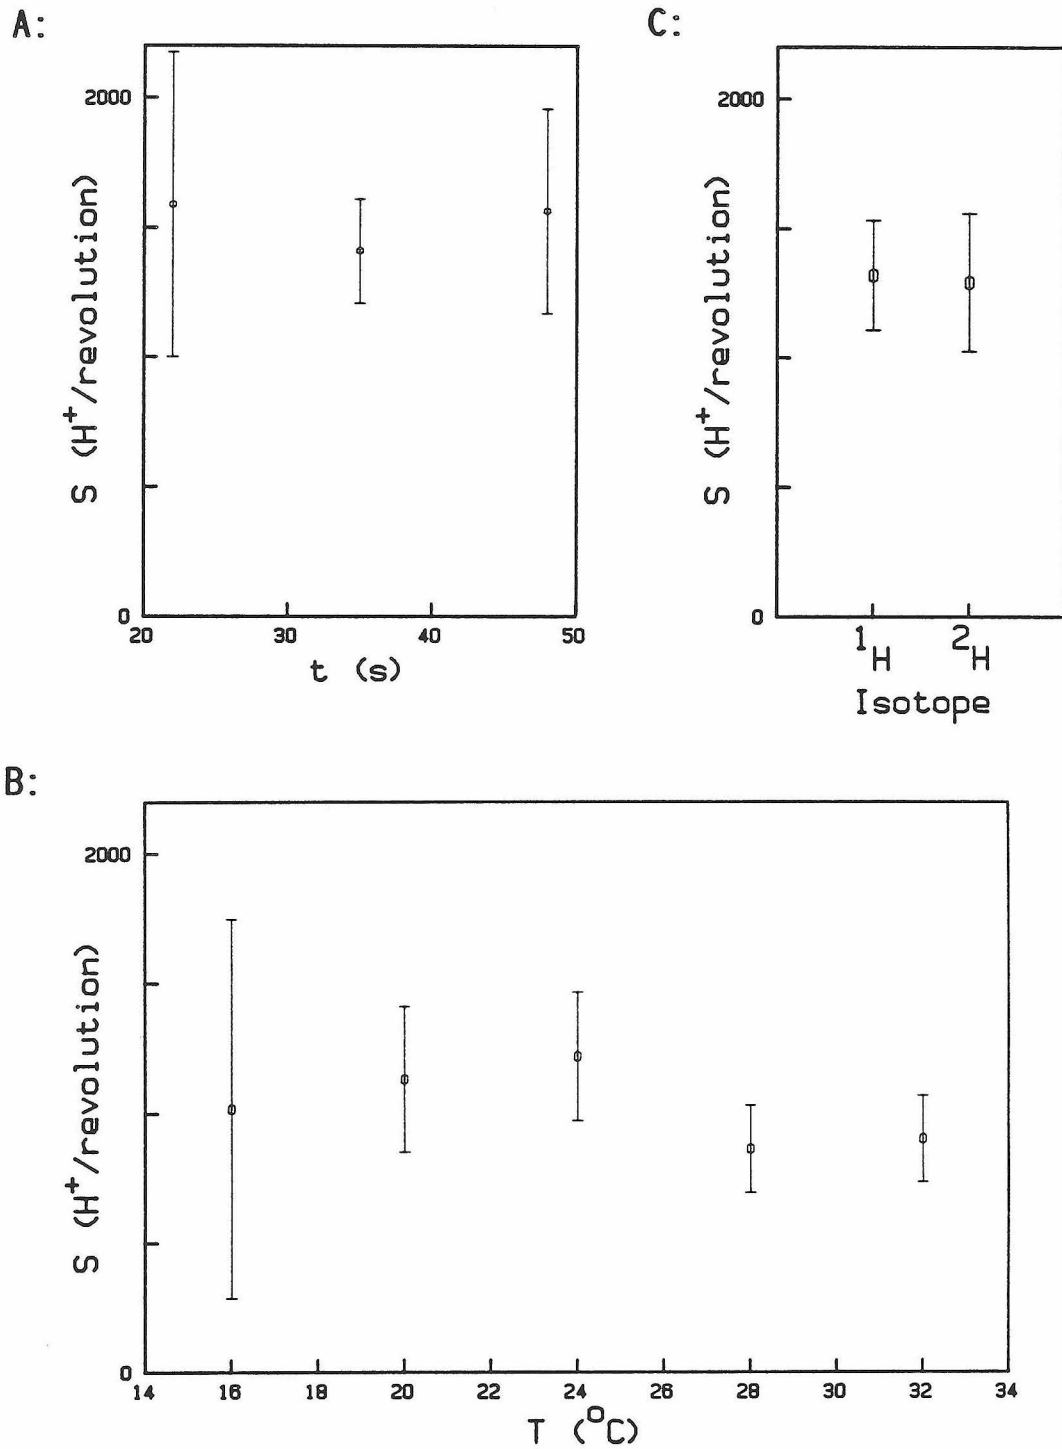 A:
2000
S (H⁺/revolution)
0
20 30 40 50
t (s)
C:
2000
S (H⁺/revolution)
0
¹H ²H
Isotope
B:
2000
S (H⁺/revolution)
0
14 16 18 20 22 24 26 28 30 32 34
T (°C)